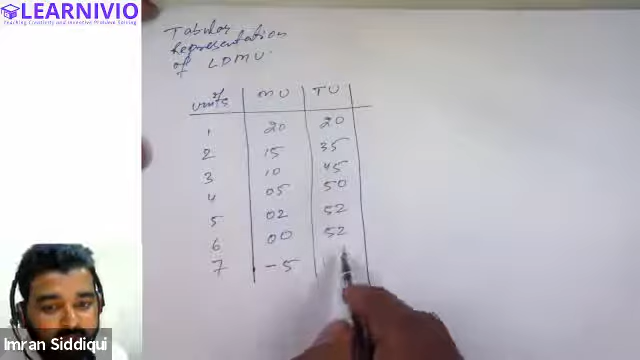 LEARNIVIO
Teaching Creativity and Inventive Problem Solving
Tabular
Representation
of LDMU.
units MU TU
1 20 20
2 15 35
3 10 45
4 05 50
5 02 52
6 00 52
7 -5
Imran Siddiqui